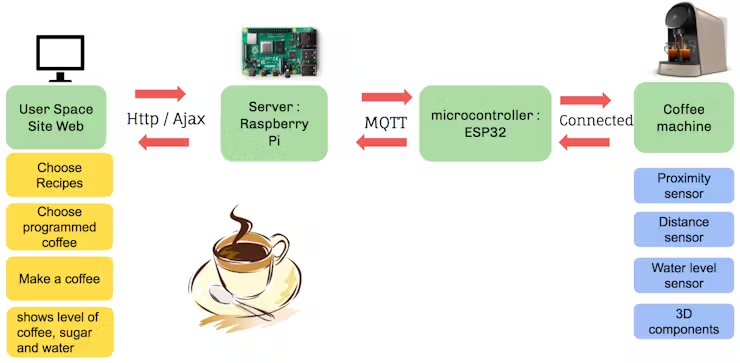 User Space
Site Web
Http / Ajax
Server :
Raspberry
Pi
MQTT
microcontroller :
ESP32
Connected
Coffee
machine
Choose
Recipes
Choose
programmed
coffee
Make a coffee
shows level of
coffee, sugar
and water
Proximity
sensor
Distance
sensor
Water level
sensor
3D
components